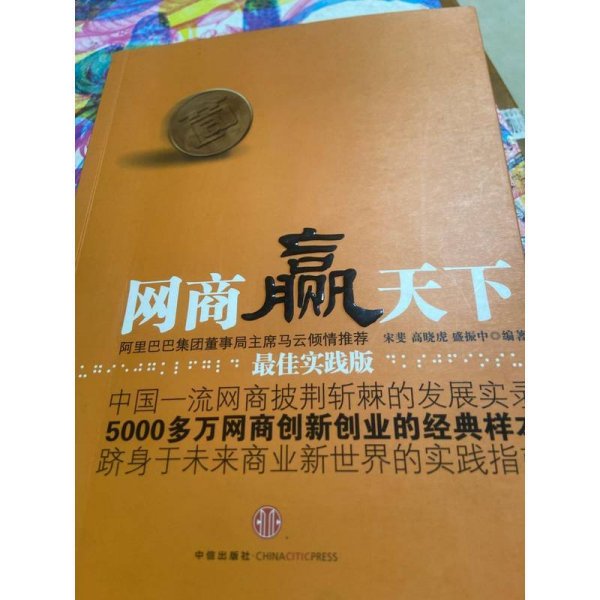 网商赢天下
阿里巴巴集团董事局主席马云倾情推荐 宋斐 高晓虎 盛振中◎编著
最佳实践版
中国一流网商披荆斩棘的发展实录
5000多万网商创新创业的经典样本
跻身于未来商业新世界的实践指
中信出版社·CHINACITICPRESS